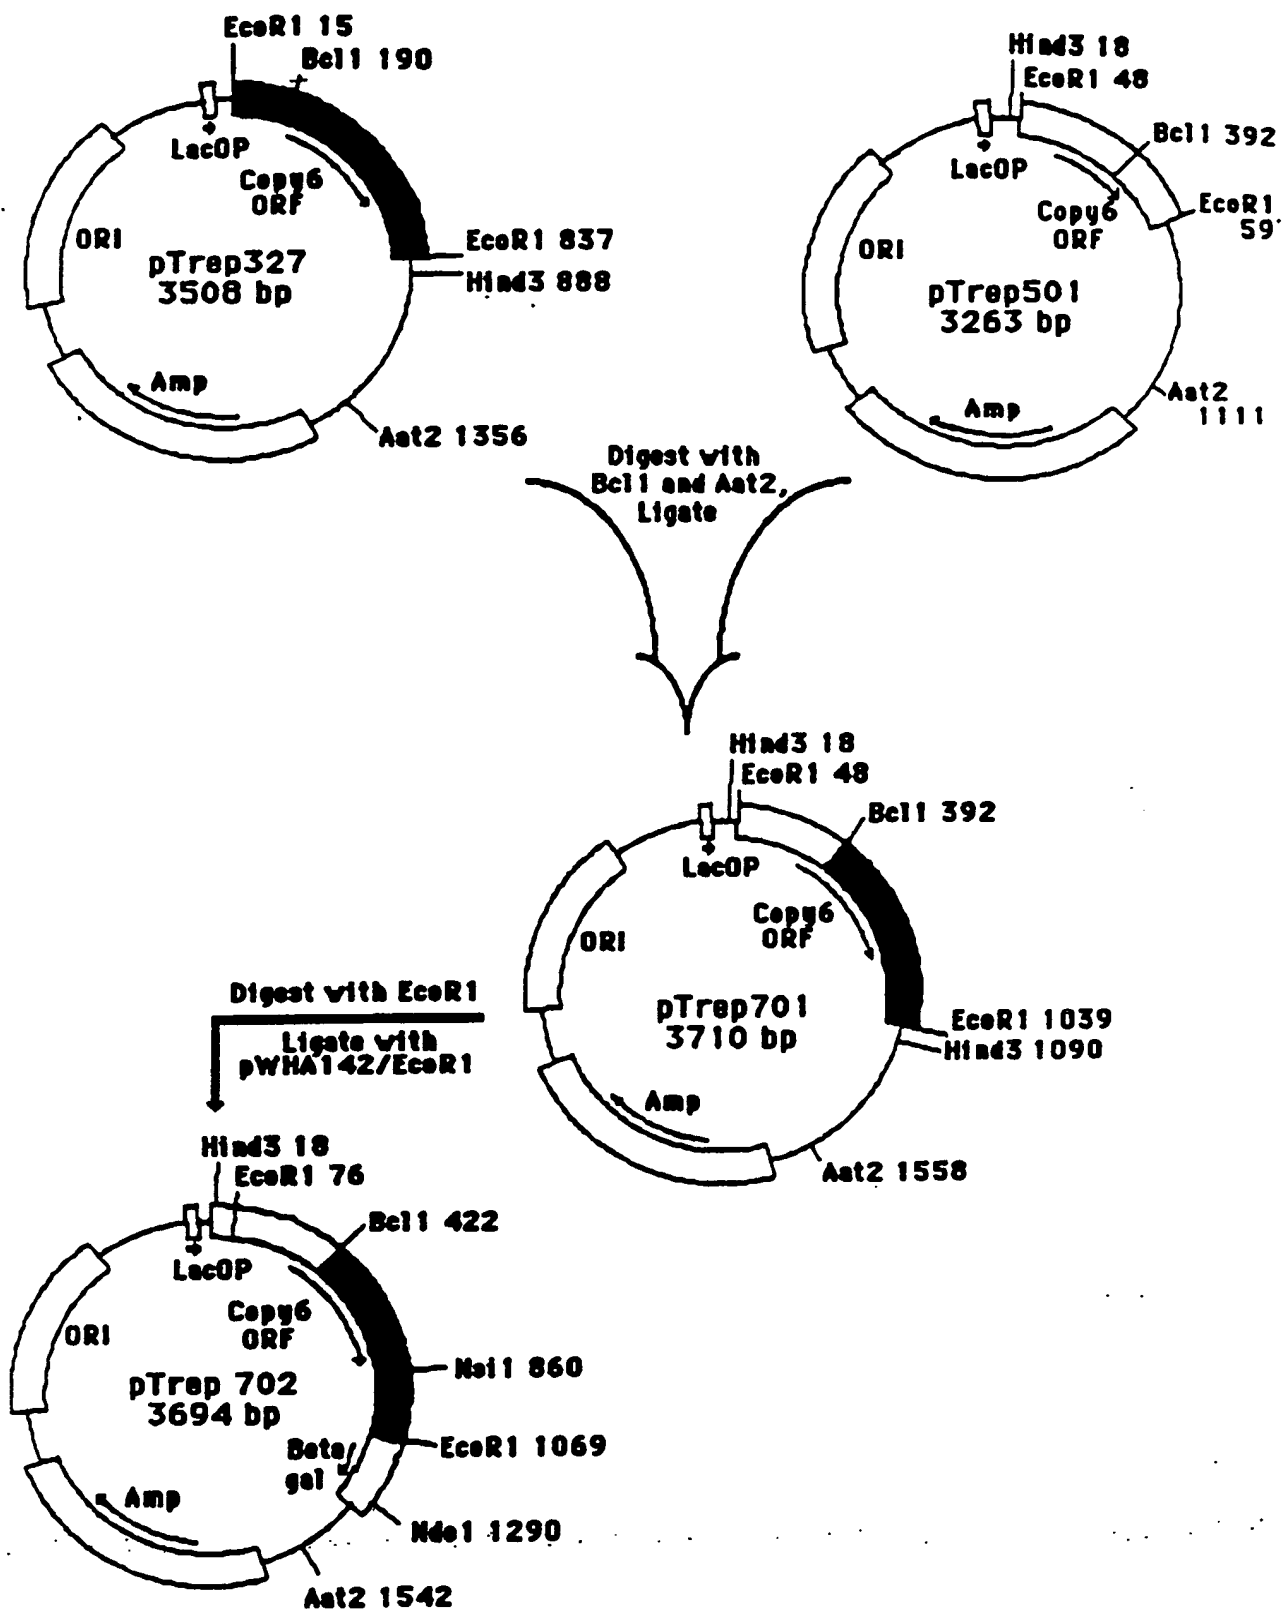 EcoR1 15
Bcl1 190
LacOP
Copy6
ORF
ORI
pTrep327
3508 bp
EcoR1 837
Hind3 888
Amp
Aat2 1356
Hind3 18
EcoR1 48
Bcl1 392
LacOP
Copy6
ORF
EcoR1
59
ORI
pTrep501
3263 bp
Aat2
1111
Amp
Digest with
Bcl1 and Aat2,
Ligate
Hind3 18
EcoR1 48
Bcl1 392
LacOP
Copy6
ORF
ORI
pTrep701
3710 bp
EcoR1 1039
Hind3 1090
Amp
Aat2 1558
Digest with EcoR1
Ligate with
pWHA142/EcoR1
Hind3 18
EcoR1 76
Bcl1 422
LacOP
Copy6
ORF
ORI
Nsi1 860
pTrep 702
3694 bp
EcoR1 1069
Beta
gal
Amp
Nde1 1290
Aat2 1542